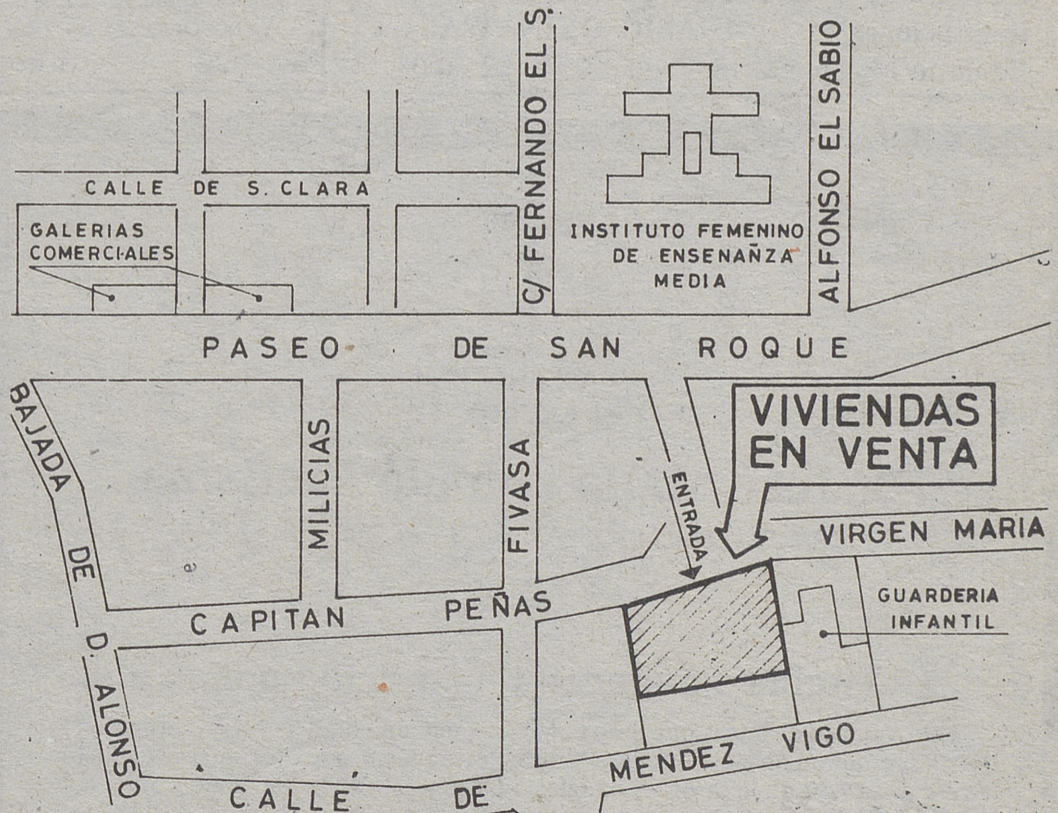 C/ FERNANDO EL S.
ALFONSO EL SABIO
CALLE DE S. CLARA
GALERIAS
COMERCIALES
INSTITUTO FEMENINO
DE ENSENAÑZA
MEDIA
PASEO DE SAN ROQUE
BAJADA DE D. ALONSO
MILICIAS
FIVASA
ENTRADA
VIVIENDAS
EN VENTA
VIRGEN MARIA
CAPITAN PEÑAS
GUARDERIA
INFANTIL
CALLE DE MENDEZ VIGO